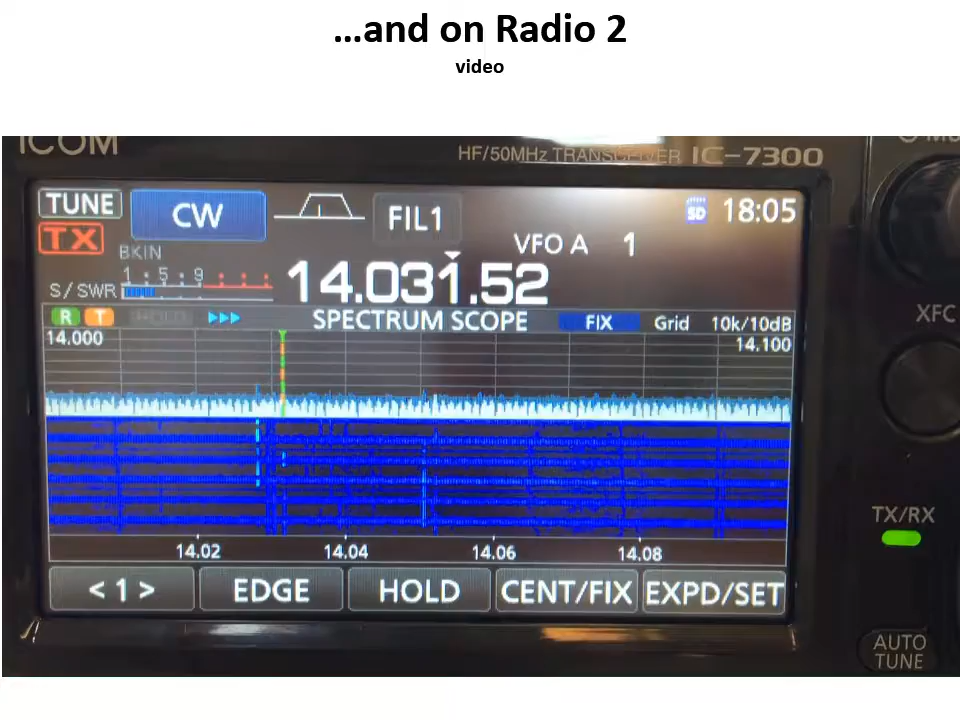 ...and on Radio 2
video
ICOM
HF/50MHz TRANSCEIVER IC-7300
TUNE CW FIL1 SD 18:05
TX BKIN VFO A 1
1 5 9
S/SWR 14.031.52
R T HOLD SPECTRUM SCOPE FIX Grid 10k/10dB
14.000 14.100
XFC
TX/RX
14.02 14.04 14.06 14.08
< 1 > EDGE HOLD CENT/FIX EXPD/SET
AUTO
TUNE